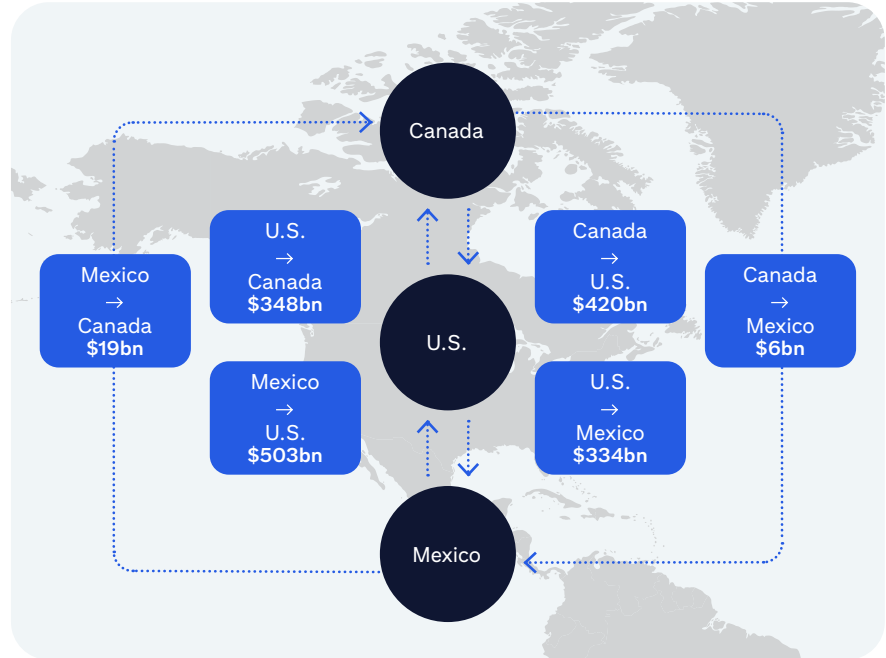 Canada
U.S.
→
Canada
$348bn
Canada
→
U.S.
$420bn
Mexico
→
Canada
$19bn
Canada
→
Mexico
$6bn
U.S.
Mexico
→
U.S.
$503bn
U.S.
→
Mexico
$334bn
Mexico